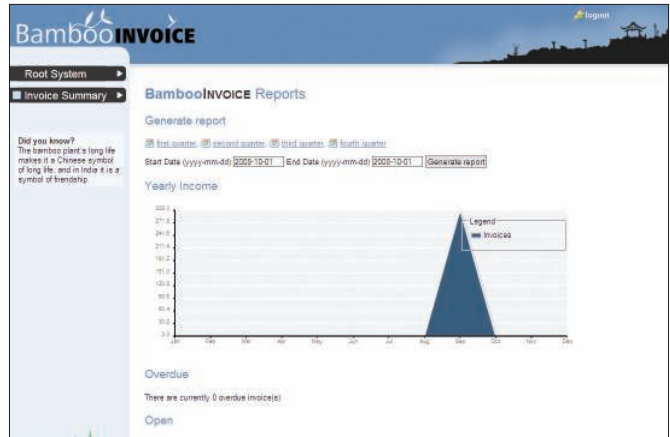 BambooINVOICE
logout
Root System
Invoice Summary
Did you know?
The bamboo plant's long life
makes it a Chinese symbol
of long life, and in India it is a
symbol of friendship.
BambooINVOICE Reports
Generate report
first quarter, second quarter, third quarter, fourth quarter
Start Date (yyyy-mm-dd) 2008-10-01 End Date (yyyy-mm-dd) 2008-10-01 Generate report
Yearly Income
Legend
Invoices
Jan Feb Mar Apr May Jun Jul Aug Sep Oct Nov Dec
Overdue
There are currently 0 overdue invoice(s)
Open